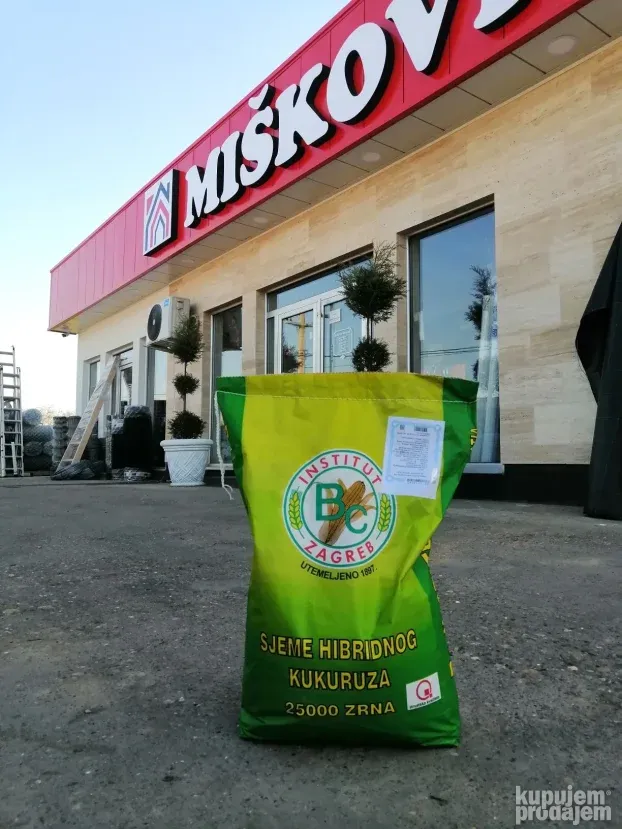 MIŠKOV
INSTITUT
BC
ZAGREB
UTEMELJENO 1897.
SJEME HIBRIDNOG
KUKURUZA
25000 ZRNA
kupujem
prodajem